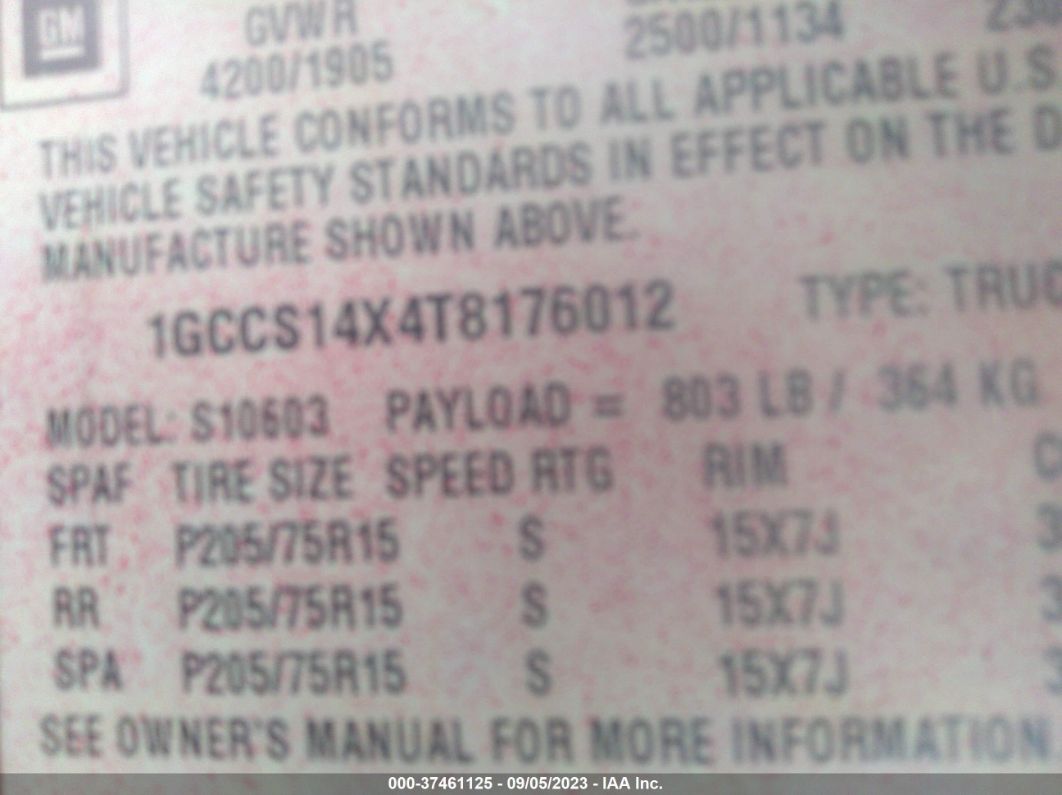 GM
GVWR
4200/1905 2500/1134
THIS VEHICLE CONFORMS TO ALL APPLICABLE U.S.
VEHICLE SAFETY STANDARDS IN EFFECT ON THE D
MANUFACTURE SHOWN ABOVE.
1GCCS14X4T8176012 TYPE: TRUC
MODEL: S10603 PAYLOAD = 803 LB / 364 KG
SPAF TIRE SIZE SPEED RTG RIM
FRT P205/75R15 S 15X7J
RR P205/75R15 S 15X7J
SPA P205/75R15 S 15X7J
SEE OWNER'S MANUAL FOR MORE INFORMATION
000-37461125 - 09/05/2023 - IAA Inc.